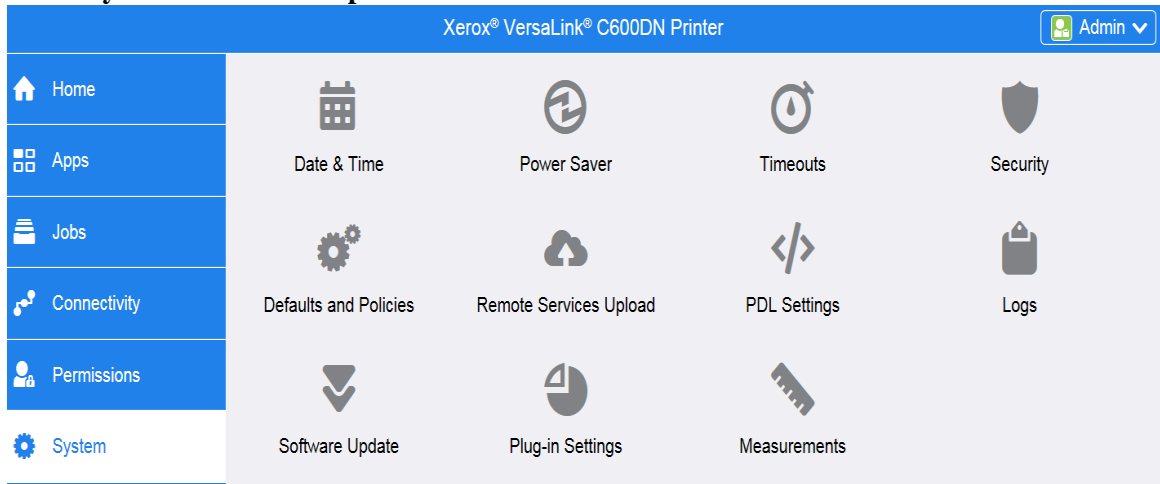 Xerox® VersaLink® C600DN Printer
Admin
Home
Date & Time
Power Saver
Timeouts
Security
Apps
Jobs
Defaults and Policies
Remote Services Upload
PDL Settings
Logs
Connectivity
Permissions
Software Update
Plug-in Settings
Measurements
System